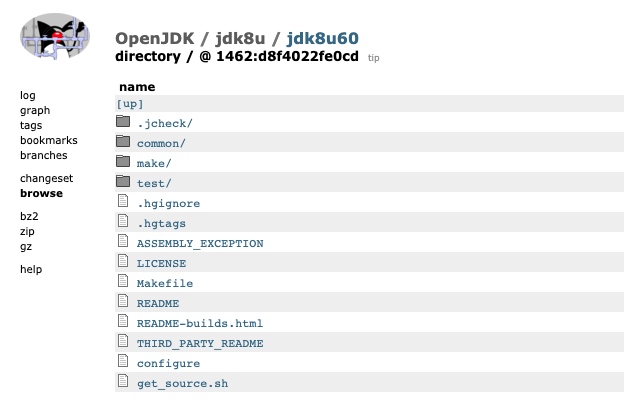 OpenJDK / jdk8u / jdk8u60
directory / @ 1462:d8f4022fe0cd tip
log
graph
tags
bookmarks
branches
changeset
browse
bz2
zip
gz
help
name
[up]
.jcheck/
common/
make/
test/
.hgignore
.hgtags
ASSEMBLY_EXCEPTION
LICENSE
Makefile
README
README-builds.html
THIRD_PARTY_README
configure
get_source.sh